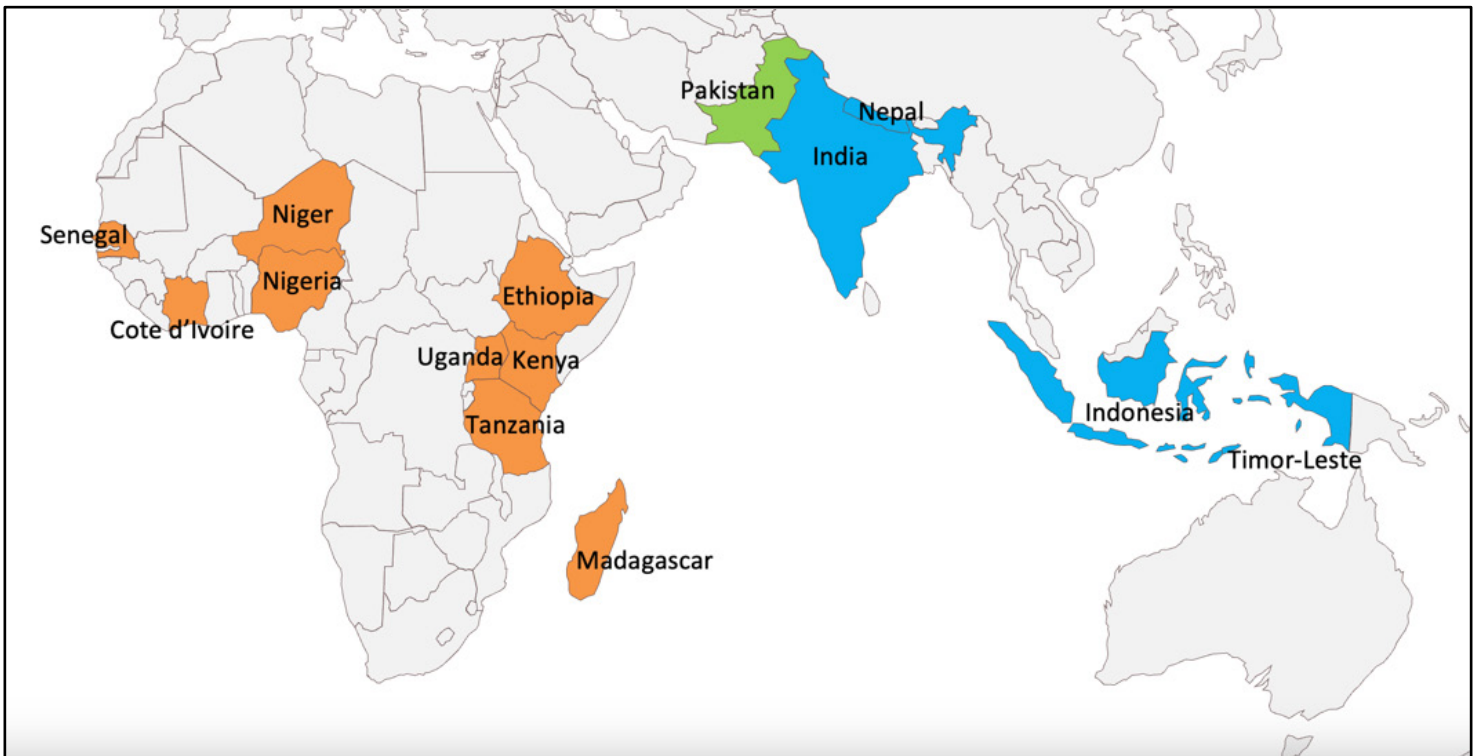 Pakistan
Nepal
India
Niger
Senegal
Nigeria
Ethiopia
Cote d’Ivoire
Uganda
Kenya
Indonesia
Tanzania
Timor-Leste
Madagascar